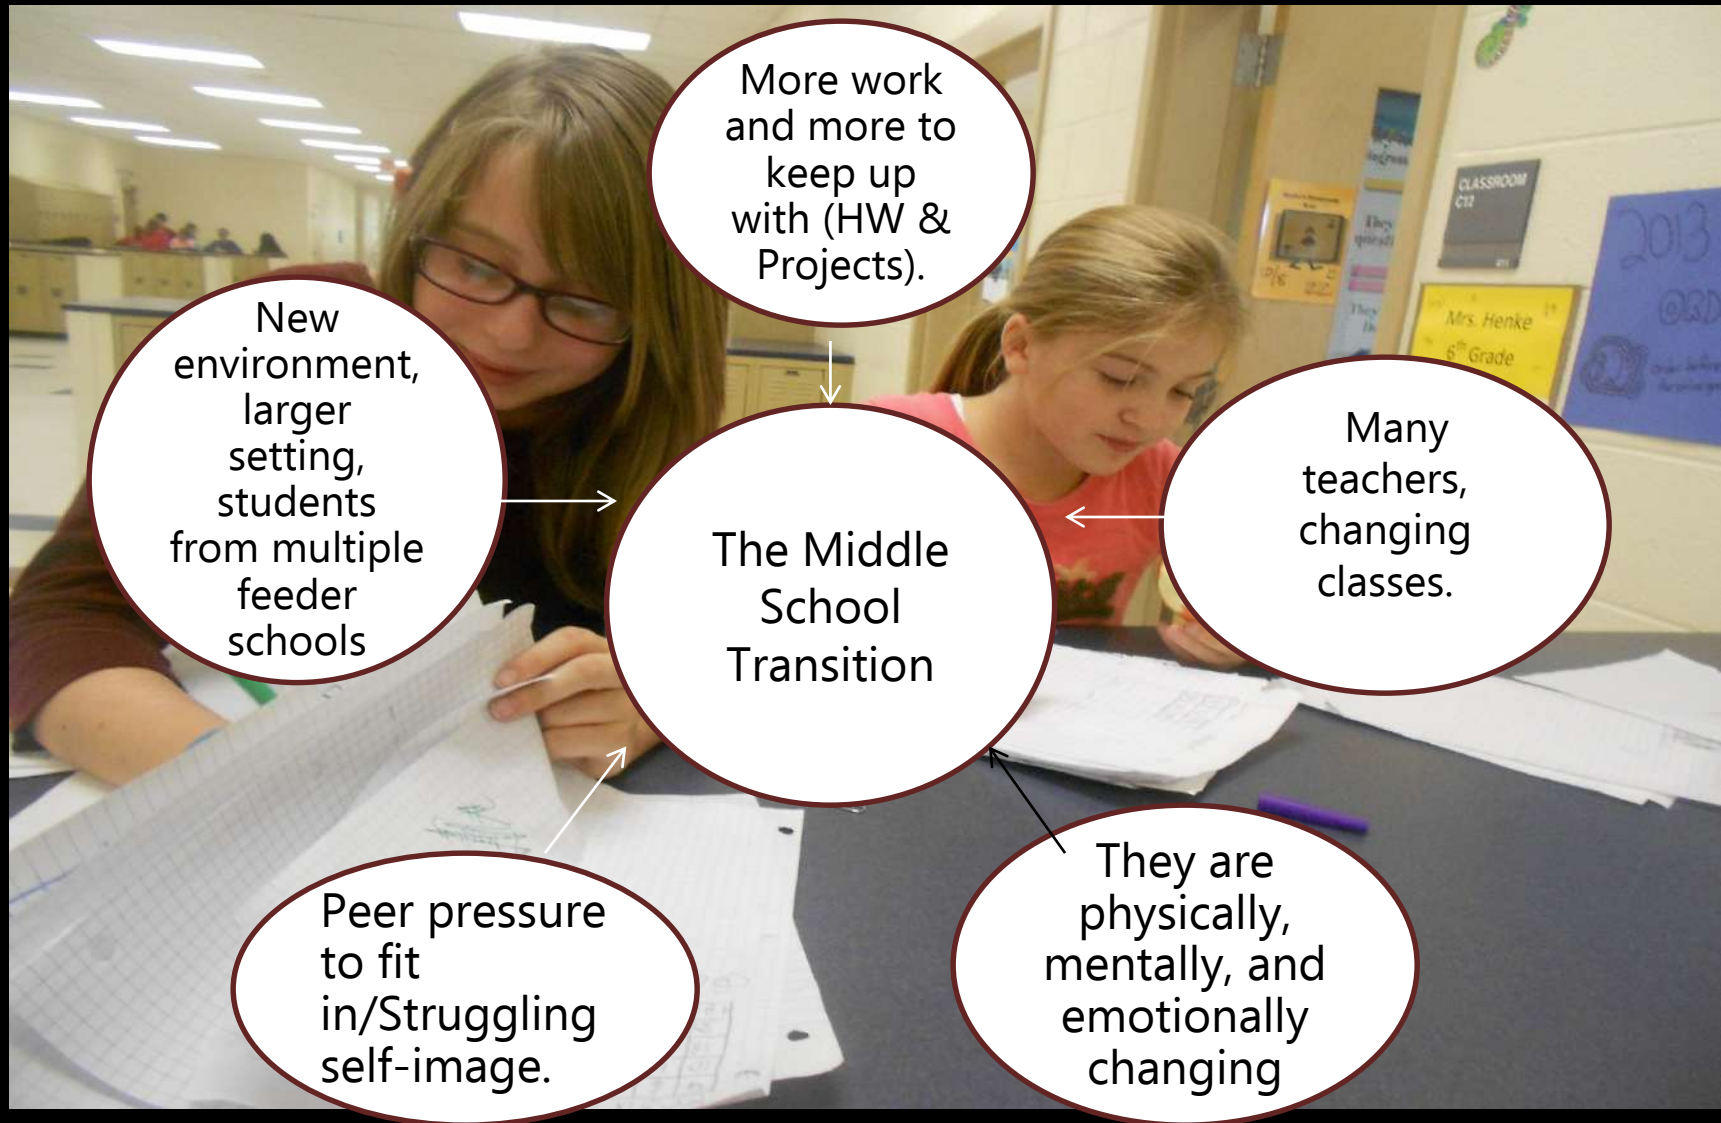 More work
and more to
keep up
with (HW &
Projects).
New
environment,
larger
setting,
students
from multiple
feeder
schools
The Middle
School
Transition
Many
teachers,
changing
classes.
Peer pressure
to fit
in/Struggling
self-image.
They are
physically,
mentally, and
emotionally
changing
CLASSROOM
C12
Mrs. Henke
6th Grade
2013
They
They